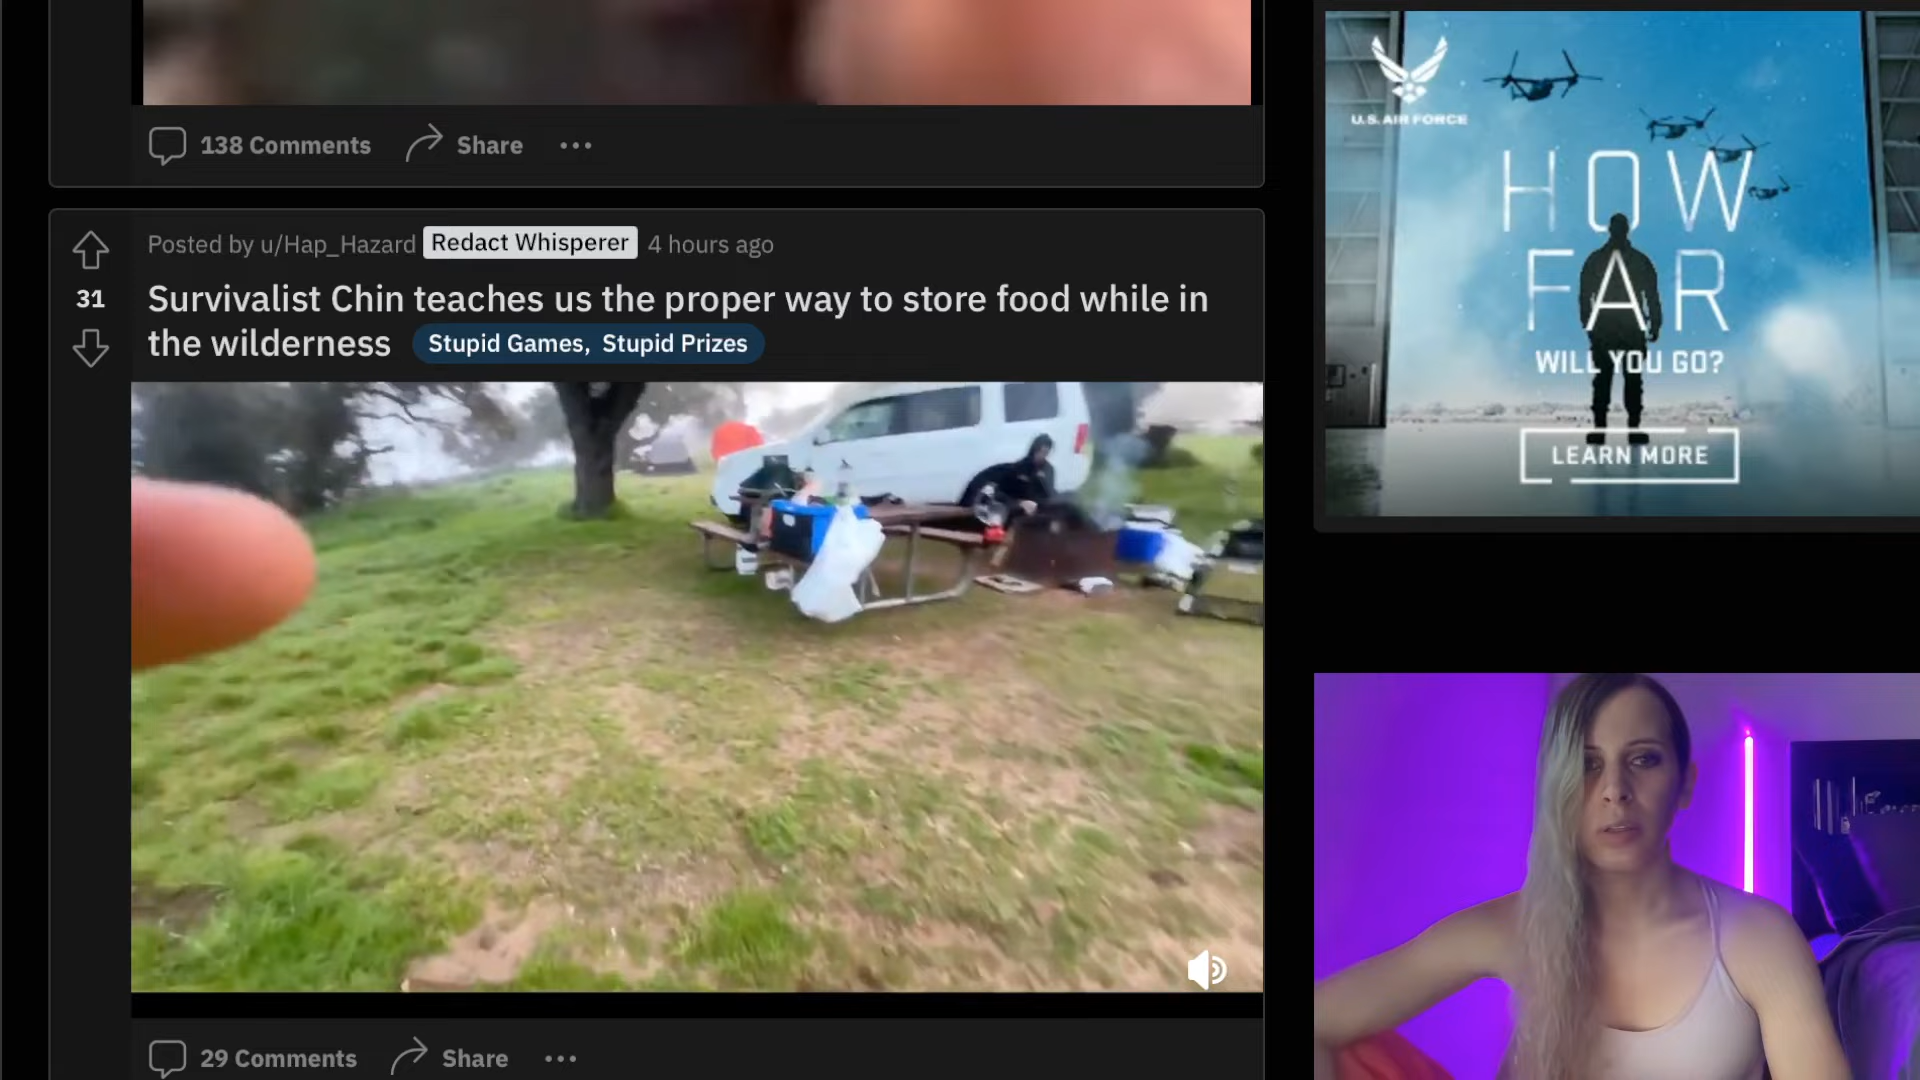 138 Comments Share
Posted by u/Hap_Hazard Redact Whisperer 4 hours ago
31
Survivalist Chin teaches us the proper way to store food while in
the wilderness Stupid Games, Stupid Prizes
29 Comments Share
U.S. AIR FORCE
HOW
FAR
WILL YOU GO?
LEARN MORE